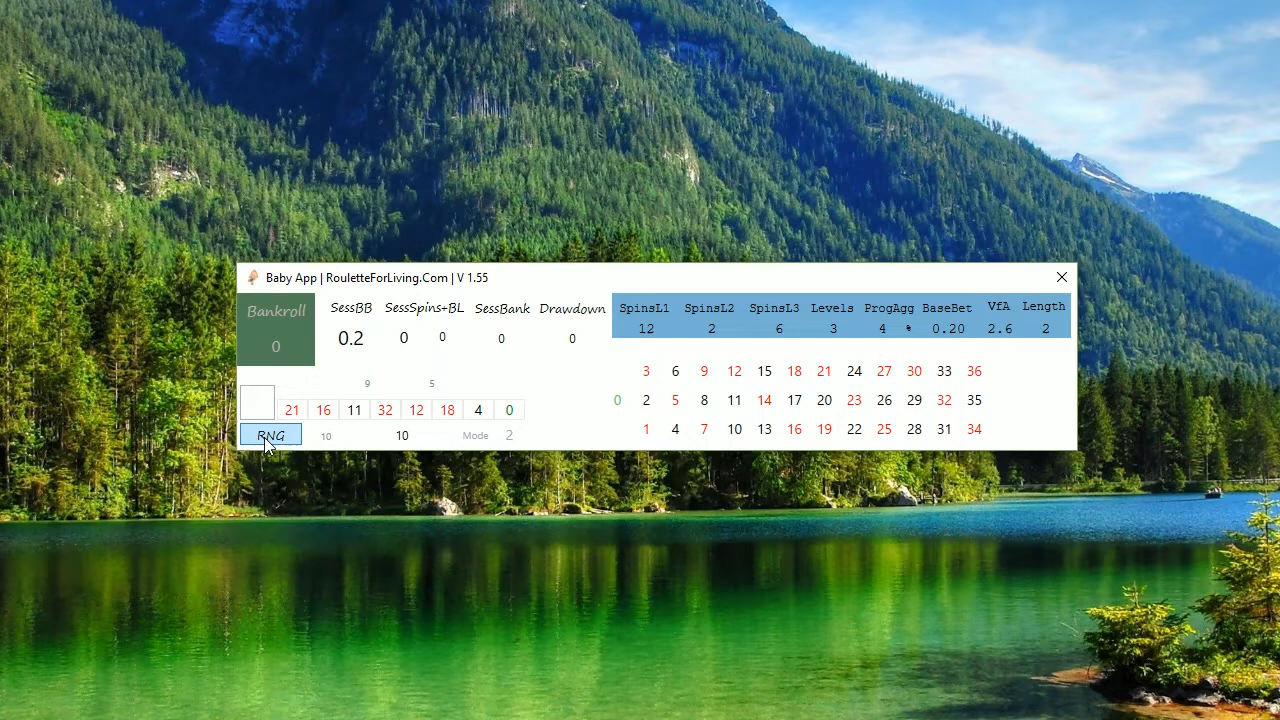 Baby App | RouletteForLiving.Com | V 1.55
Bankroll SessBB SessSpins+BL SessBank Drawdown SpinsL1 SpinsL2 SpinsL3 Levels ProgAgg BaseBet VfA Length
0 0.2 0 0 0 0 12 2 6 3 4 % 0.20 2.6 2
3 6 9 12 15 18 21 24 27 30 33 36
9 5
0 2 5 8 11 14 17 20 23 26 29 32 35
21 16 11 32 12 18 4 0
1 4 7 10 13 16 19 22 25 28 31 34
RNG 10 10 Mode 2